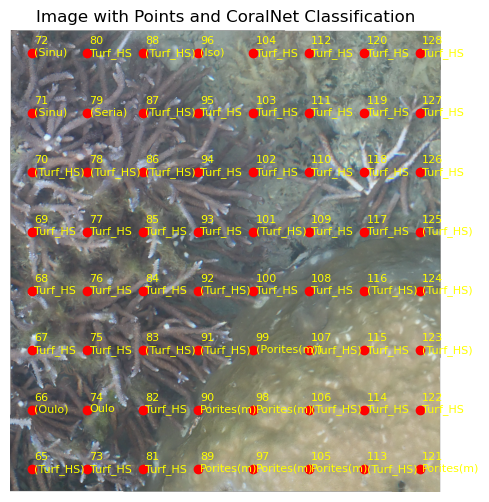 Image with Points and CoralNet Classification
72 80 88 96 104 112 120 128
(Sinu) Turf_HS (Turf_HS) (Iso) Turf_HS Turf_HS Turf_HS Turf_HS
71 79 87 95 103 111 119 127
(Sinu) (Seria) (Turf_HS) Turf_HS Turf_HS Turf_HS Turf_HS Turf_HS
70 78 86 94 102 110 118 126
(Turf_HS) (Turf_HS) (Turf_HS) Turf_HS Turf_HS Turf_HS Turf_HS Turf_HS
69 77 85 93 101 109 117 125
Turf_HS Turf_HS Turf_HS Turf_HS (Turf_HS) Turf_HS Turf_HS (Turf_HS)
68 76 84 92 100 108 116 124
Turf_HS Turf_HS Turf_HS (Turf_HS) Turf_HS Turf_HS (Turf_HS) (Turf_HS)
67 75 83 91 99 107 115 123
Turf_HS Turf_HS (Turf_HS) (Turf_HS) (Porites(m)) (Turf_HS) Turf_HS (Turf_HS)
66 74 82 90 98 106 114 122
(Oulo) Oulo Turf_HS Porites(m) Porites(m) (Turf_HS) Turf_HS Turf_HS
65 73 81 89 97 105 113 121
(Turf_HS) Turf_HS Turf_HS Porites(m) Porites(m) Porites(m) (Turf_HS) Porites(m)